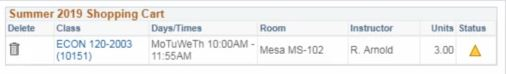 Summer 2019 Shopping Cart
Delete Class Days/Times Room Instructor Units Status
ECON 120-2003 (10151) MoTuWeTh 10:00AM - 11:55AM Mesa MS-102 R. Arnold 3.00